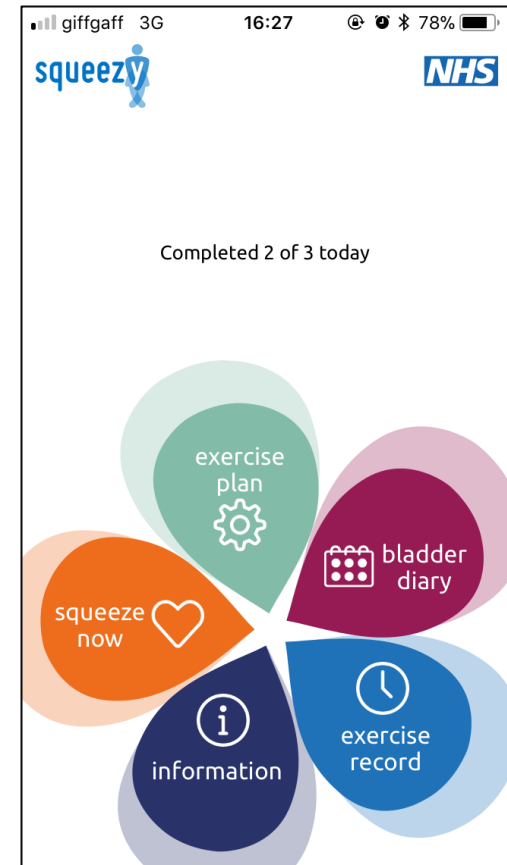 giffgaff 3G 16:27 78%
squeezy NHS
Completed 2 of 3 today
exercise
plan
bladder
diary
squeeze
now
exercise
record
information